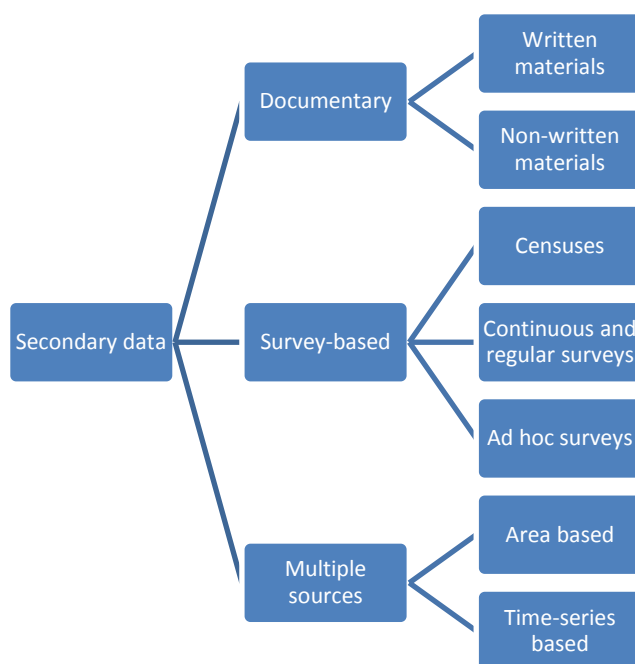 Secondary data
Documentary
Written
materials
Non-written
materials
Survey-based
Censuses
Continuous and
regular surveys
Ad hoc surveys
Multiple
sources
Area based
Time-series
based